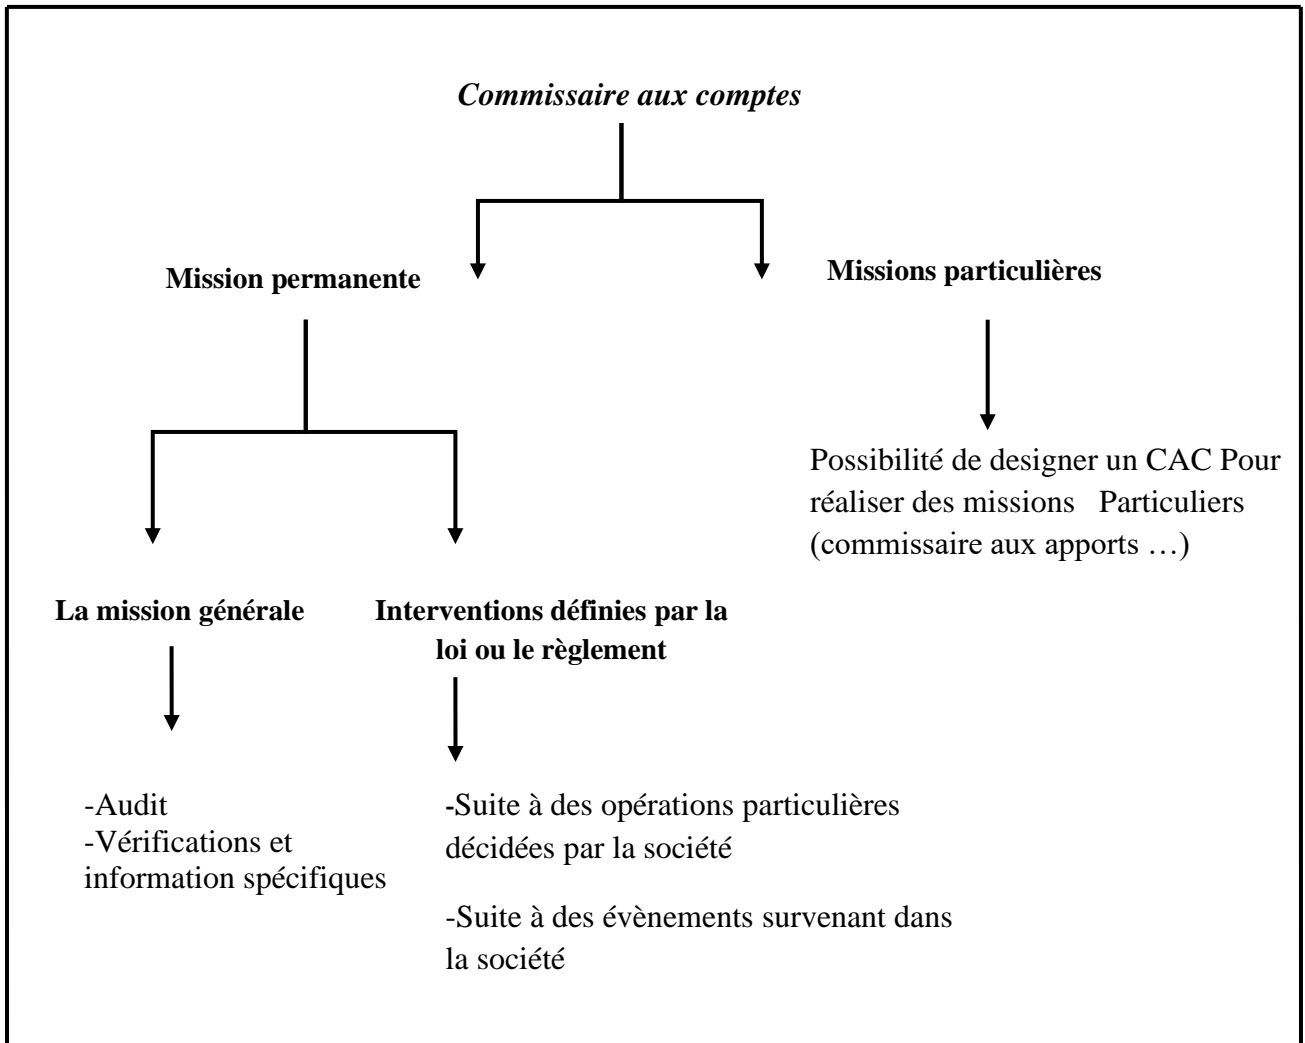 Commissaire aux comptes
Mission permanente
Missions particulières
Possibilité de designer un CAC Pour
réaliser des missions Particuliers
(commissaire aux apports …)
La mission générale
Interventions définies par la
loi ou le règlement
-Audit
-Vérifications et
information spécifiques
-Suite à des opérations particulières
décidées par la société
-Suite à des évènements survenant dans
la société